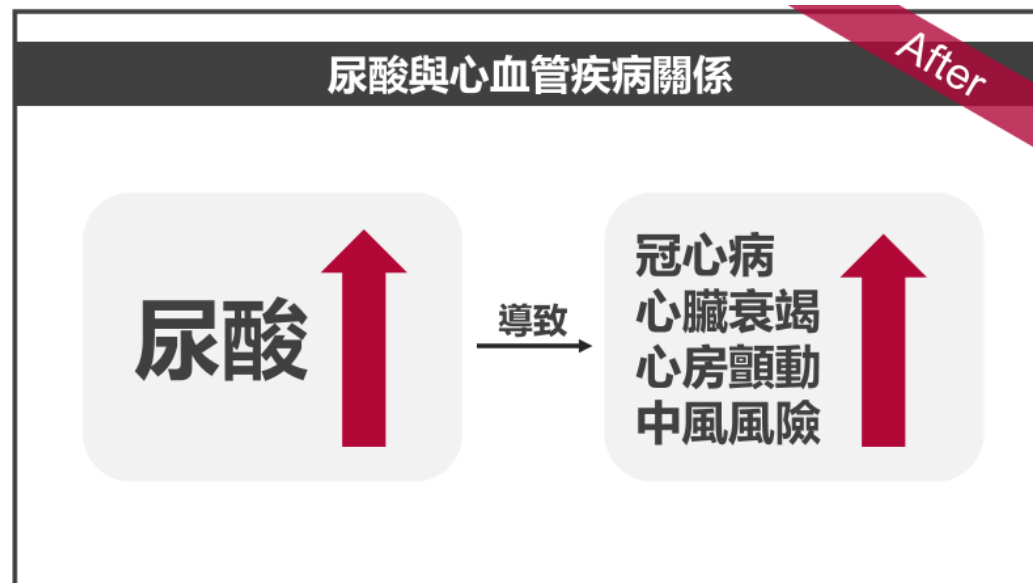 尿酸與心血管疾病關係
After
尿酸
導致
冠心病
心臟衰竭
心房顫動
中風風險